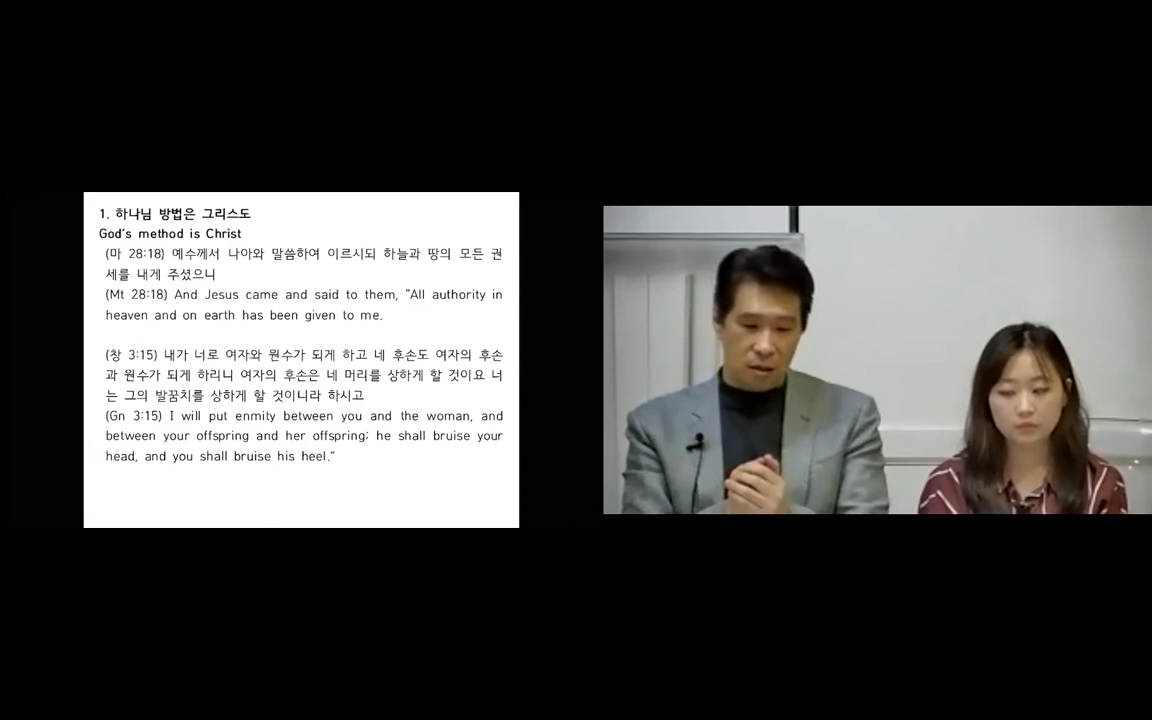 1. 하나님 방법은 그리스도
God's method is Christ
(마 28:18) 예수께서 나아와 말씀하여 이르시되 하늘과 땅의 모든 권
세를 내게 주셨으니
(Mt 28:18) And Jesus came and said to them, "All authority in
heaven and on earth has been given to me.
(창 3:15) 내가 너로 여자와 원수가 되게 하고 네 후손도 여자의 후손
과 원수가 되게 하리니 여자의 후손은 네 머리를 상하게 할 것이요 너
는 그의 발꿈치를 상하게 할 것이니라 하시고
(Gn 3:15) I will put enmity between you and the woman, and
between your offspring and her offspring; he shall bruise your
head, and you shall bruise his heel."